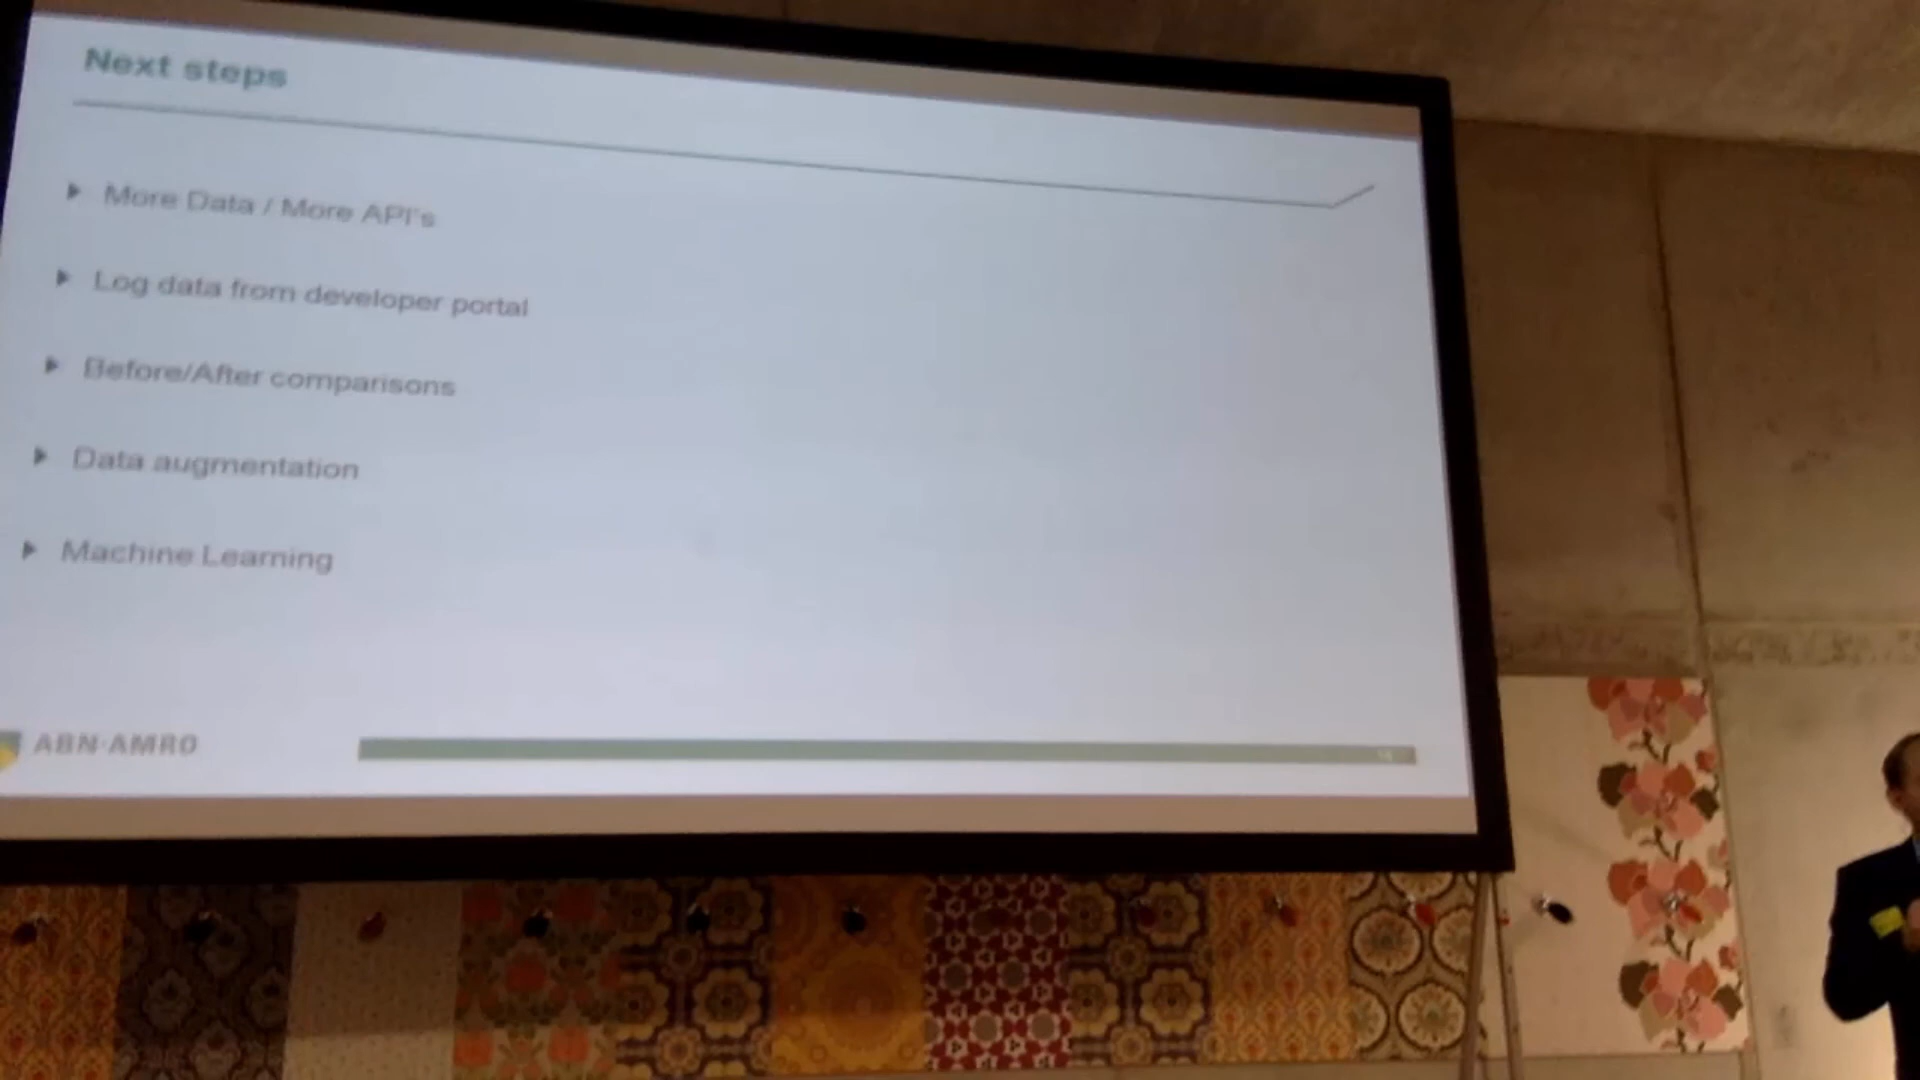 Next steps
More Data / More API's
Log data from developer portal
Before/After comparisons
Data augmentation
Machine Learning
ABN·AMRO